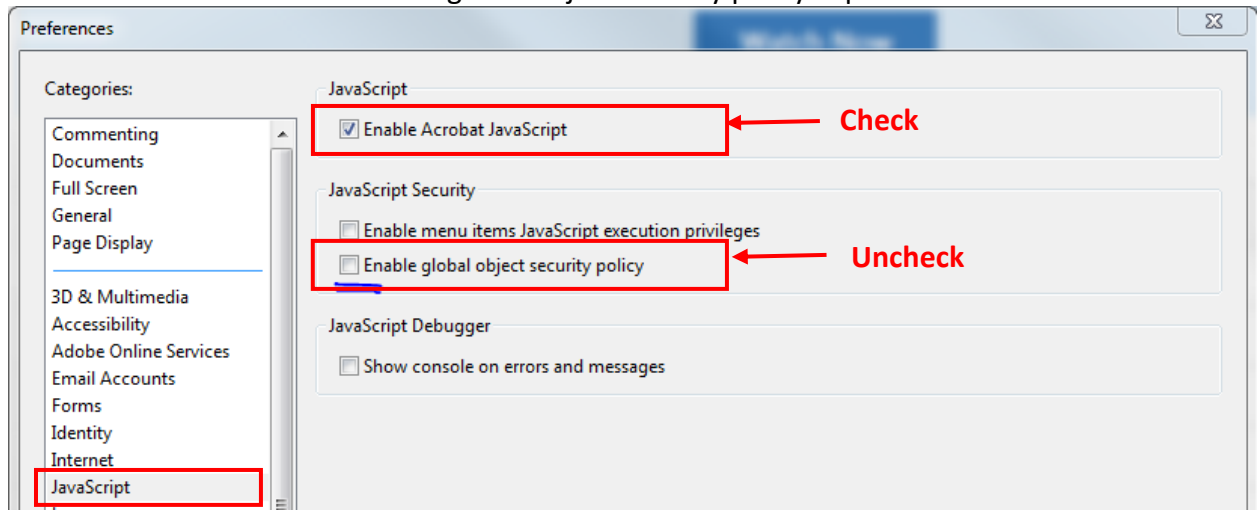 Preferences
Categories:
Commenting
Documents
Full Screen
General
Page Display
3D & Multimedia
Accessibility
Adobe Online Services
Email Accounts
Forms
Identity
Internet
JavaScript
JavaScript
Enable Acrobat JavaScript
Check
JavaScript Security
Enable menu items JavaScript execution privileges
Enable global object security policy
Uncheck
JavaScript Debugger
Show console on errors and messages